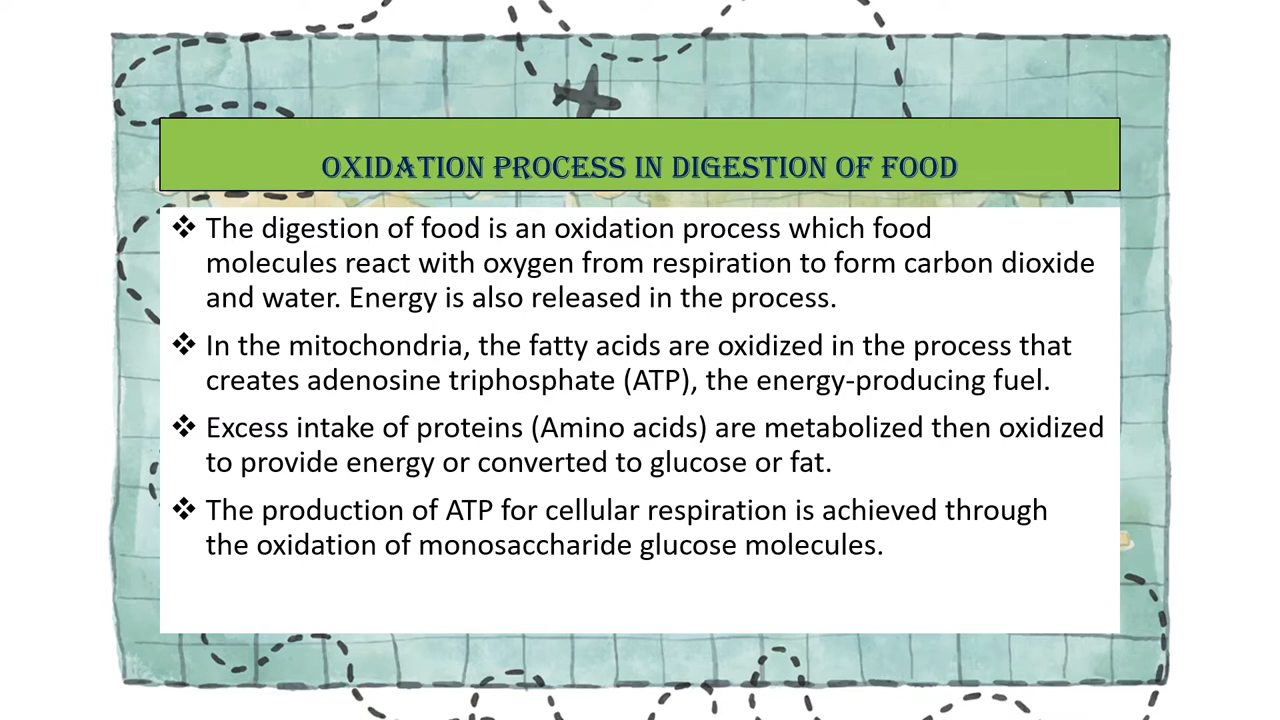 OXIDATION PROCESS IN DIGESTION OF FOOD
❖ The digestion of food is an oxidation process which food
molecules react with oxygen from respiration to form carbon dioxide
and water. Energy is also released in the process.
❖ In the mitochondria, the fatty acids are oxidized in the process that
creates adenosine triphosphate (ATP), the energy-producing fuel.
❖ Excess intake of proteins (Amino acids) are metabolized then oxidized
to provide energy or converted to glucose or fat.
❖ The production of ATP for cellular respiration is achieved through
the oxidation of monosaccharide glucose molecules.